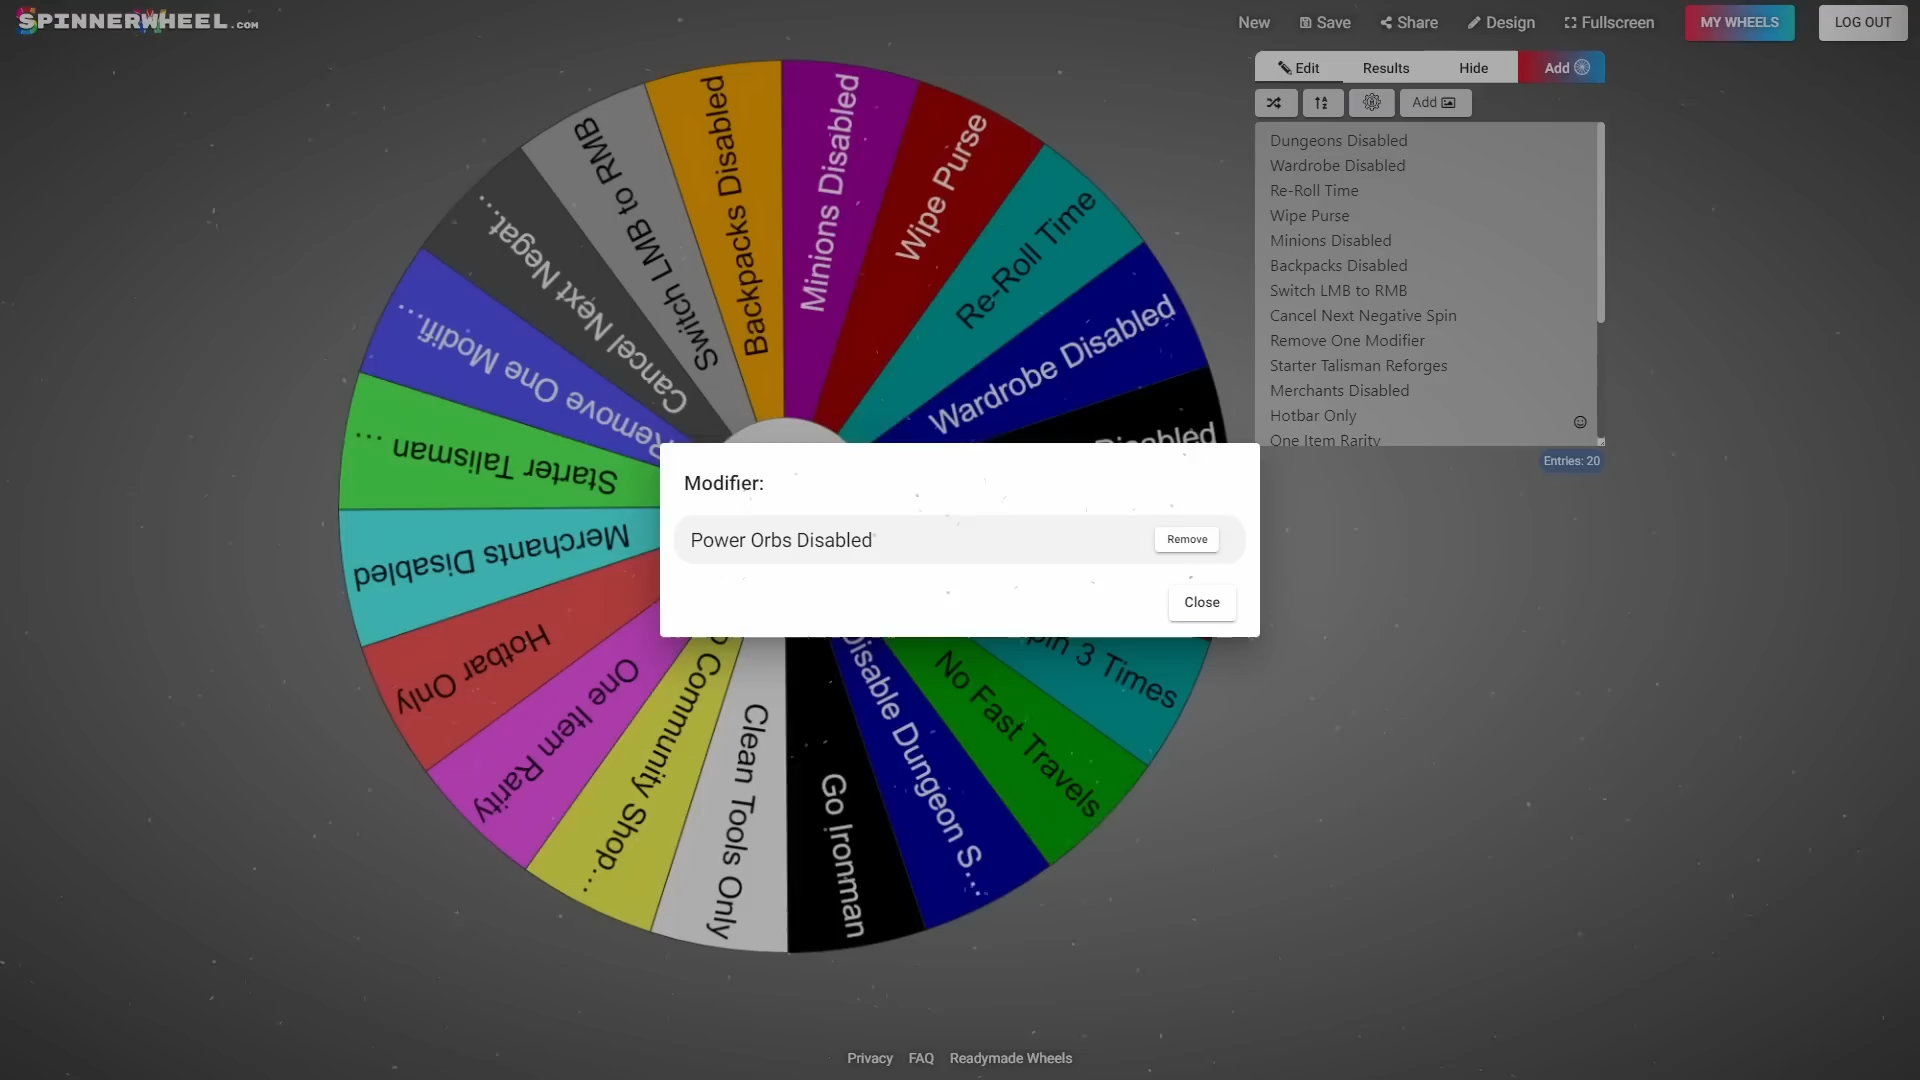 SPINNERWHEEL.COM
New
Save
Share
Design
Fullscreen
MY WHEELS
LOG OUT
Edit
Results
Hide
Add
Add
Dungeons Disabled
Wardrobe Disabled
Re-Roll Time
Wipe Purse
Minions Disabled
Backpacks Disabled
Switch LMB to RMB
Cancel Next Negative Spin
Remove One Modifier
Starter Talisman Reforges
Merchants Disabled
Hotbar Only
One Item Rarity
Entries: 20
Backpacks Disabled
Minions Disabled
Wipe Purse
Re-Roll Time
Wardrobe Disabled
Disabled
Spin 3 Times
No Fast Travels
Disable Dungeon S...
Go Ironman
Clean Tools Only
Community Shop...
One Item Rarity
Hotbar Only
Merchants Disabled
Starter Talisman ...
Remove One Modifi...
Cancel Next Negat...
Switch LMB to RMB
Modifier:
Power Orbs Disabled
Remove
Close
Privacy
FAQ
Readymade Wheels